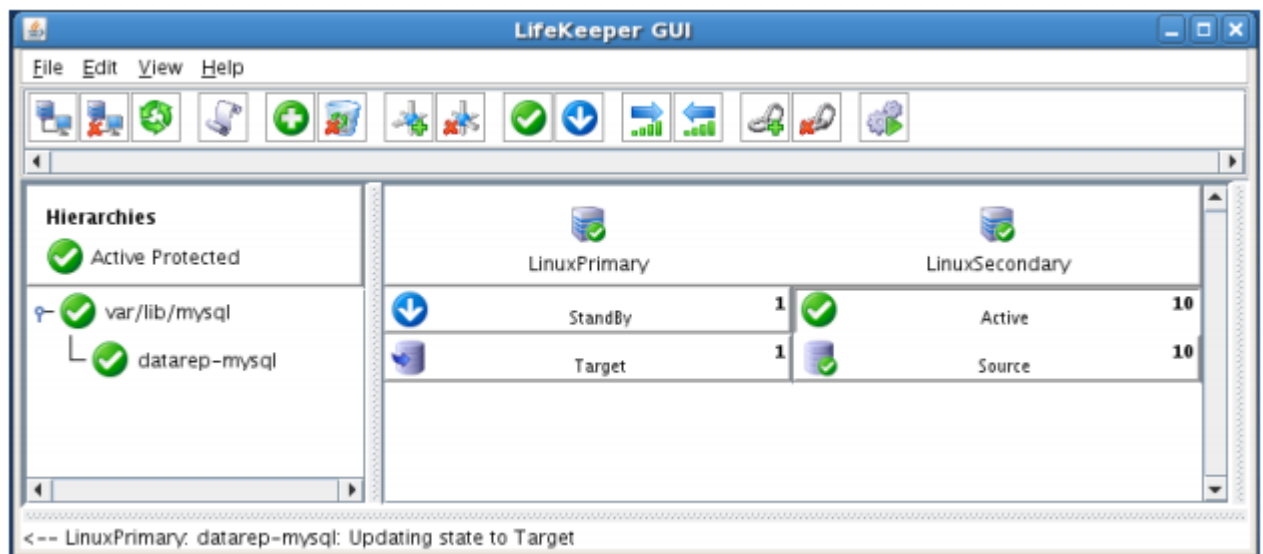 LifeKeeper GUI
File Edit View Help
Hierarchies
Active Protected
LinuxPrimary LinuxSecondary
var/lib/mysql
StandBy 1 Active 10
datarep-mysql
Target 1 Source 10
<-- LinuxPrimary: datarep-mysql: Updating state to Target